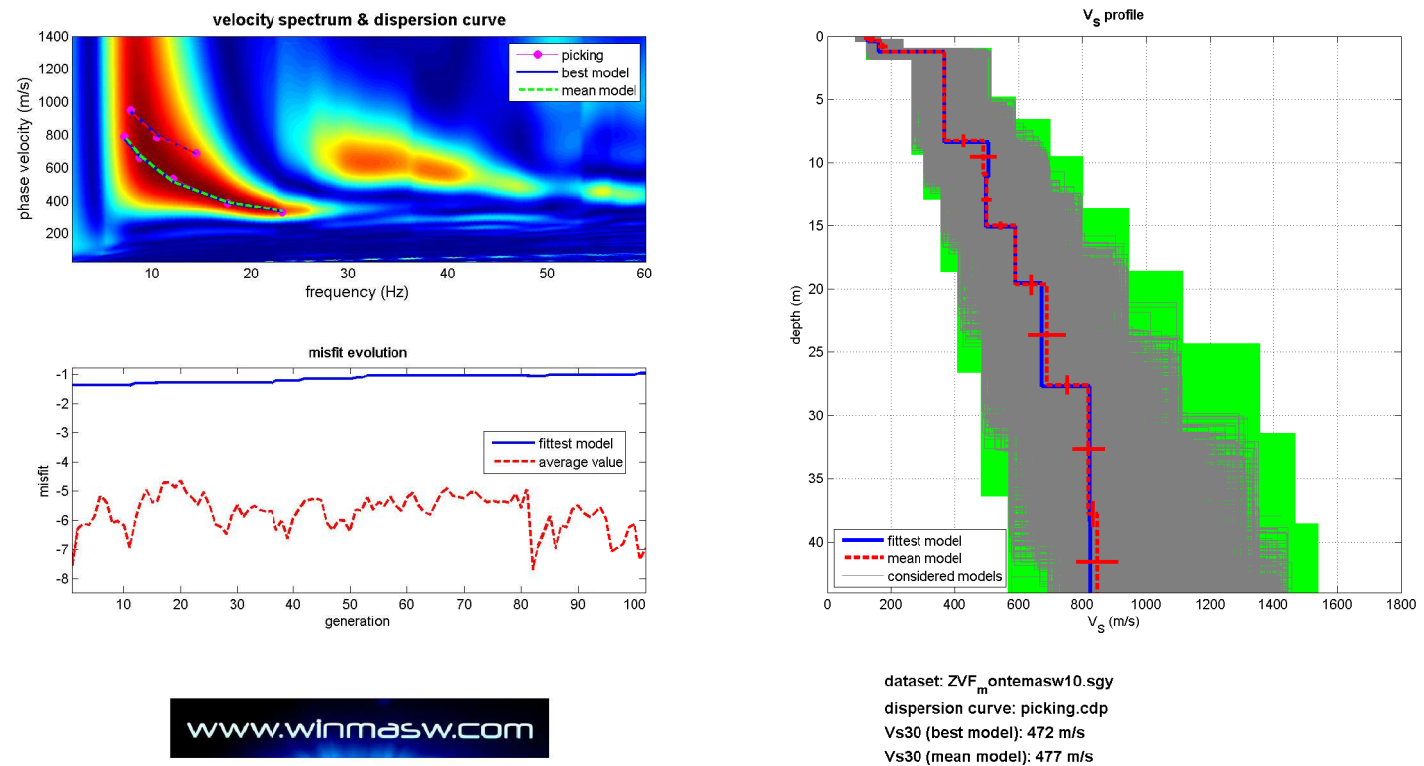 velocity spectrum & dispersion curve
1400
1200
1000
800
600
400
200
phase velocity (m/s)
picking
best model
mean model
10
20
30
40
50
60
frequency (Hz)
misfit evolution
-1
-2
-3
-4
-5
-6
-7
-8
misfit
fittest model
average value
10
20
30
40
50
60
70
80
90
100
generation
www.winmasw.com
VS profile
0
5
10
15
20
25
30
35
40
depth (m)
fittest model
mean model
considered models
0
200
400
600
800
1000
1200
1400
1600
1800
VS (m/s)
dataset: ZVFmontemasw10.sgy
dispersion curve: picking.cdp
Vs30 (best model): 472 m/s
Vs30 (mean model): 477 m/s